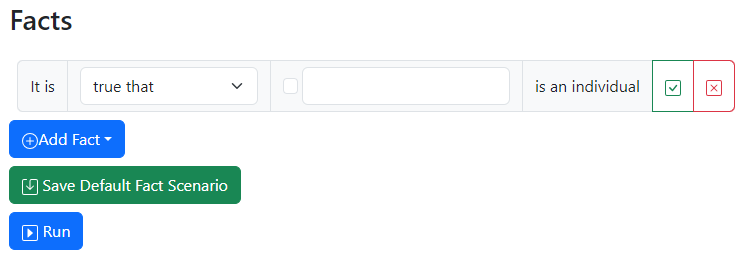 Facts
It is true that is an individual
Add Fact
Save Default Fact Scenario
Run